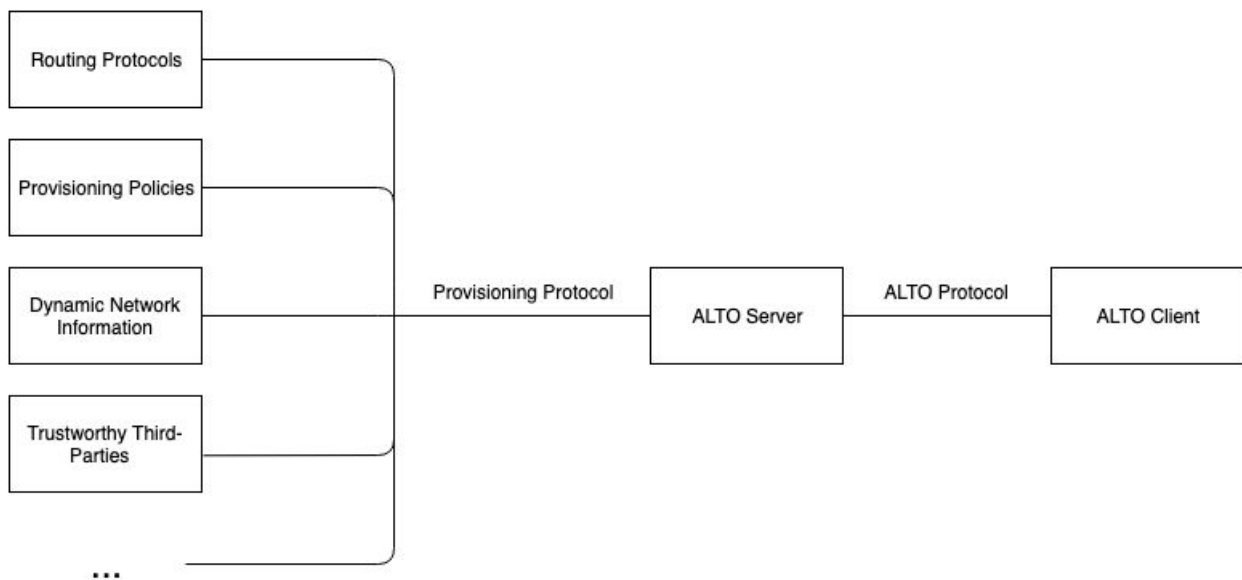 Routing Protocols
Provisioning Policies
Dynamic Network
Information
Trustworthy Third-
Parties
...
Provisioning Protocol
ALTO Server
ALTO Protocol
ALTO Client